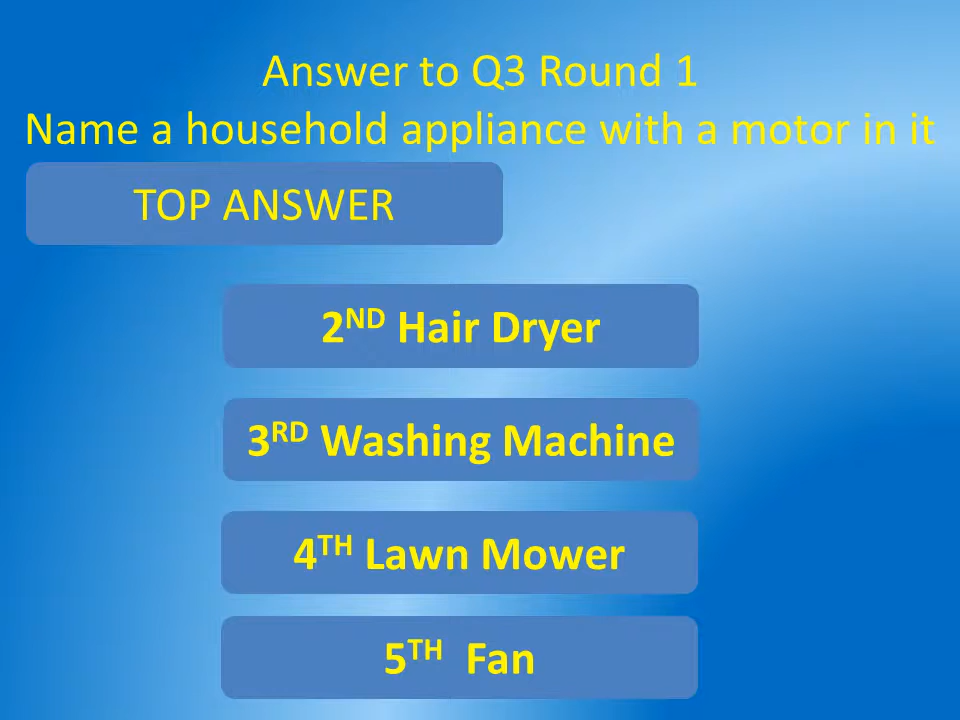 Answer to Q3 Round 1
Name a household appliance with a motor in it
TOP ANSWER
2ND Hair Dryer
3RD Washing Machine
4TH Lawn Mower
5TH Fan